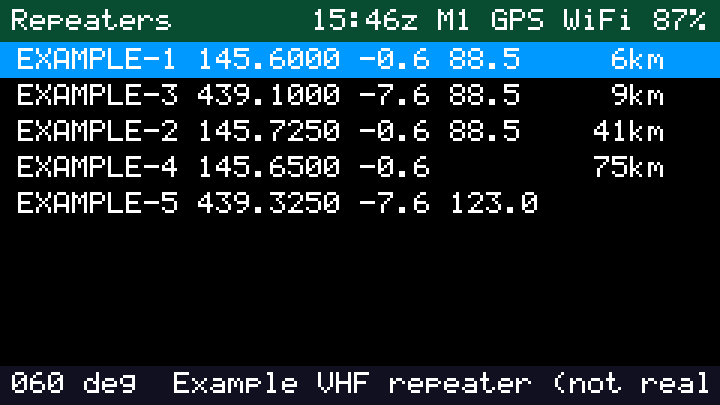 Repeaters 15:46z M1 GPS WiFi 87%
EXAMPLE-1 145.6000 -0.6 88.5 6km
EXAMPLE-3 439.1000 -7.6 88.5 9km
EXAMPLE-2 145.7250 -0.6 88.5 41km
EXAMPLE-4 145.6500 -0.6 75km
EXAMPLE-5 439.3250 -7.6 123.0
060 deg Example VHF repeater (not real